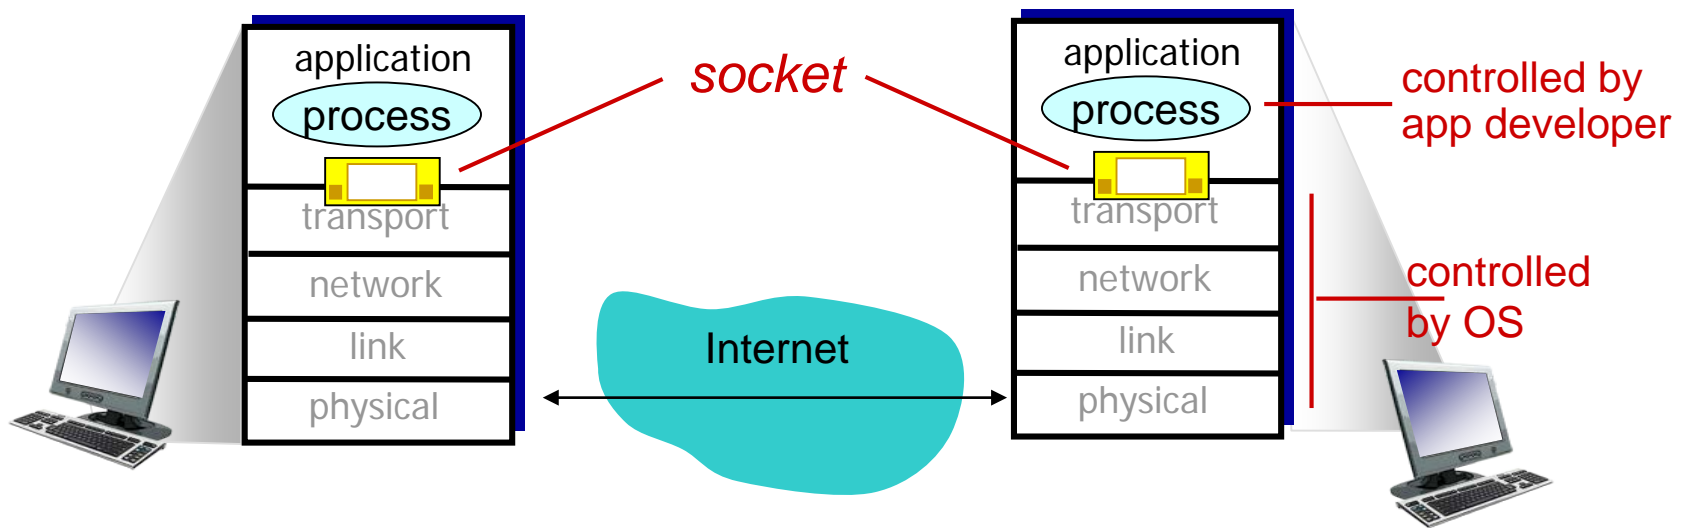 application
process
transport
network
link
physical
socket
Internet
application
process
transport
network
link
physical
controlled by
app developer
controlled
by OS